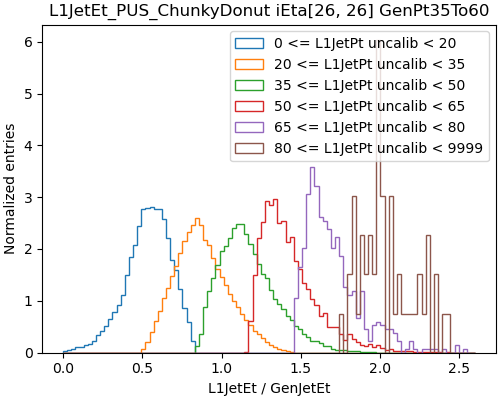 L1JetEt_PUS_ChunkyDonut iEta[26, 26] GenPt35To60
0 <= L1JetPt uncalib < 20
20 <= L1JetPt uncalib < 35
35 <= L1JetPt uncalib < 50
50 <= L1JetPt uncalib < 65
65 <= L1JetPt uncalib < 80
80 <= L1JetPt uncalib < 9999
Normalized entries
6
5
4
3
2
1
0
0.0 0.5 1.0 1.5 2.0 2.5
L1JetEt / GenJetEt